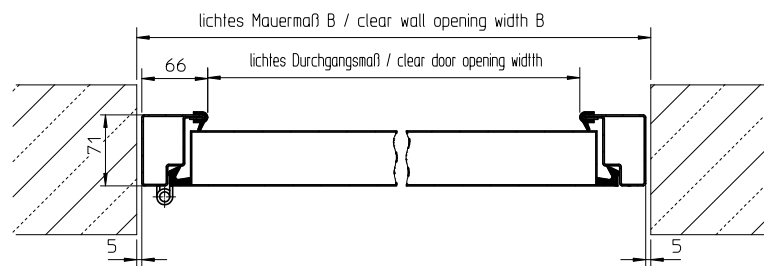 lichtes Mauermaß B / clear wall opening width B
66
lichtes Durchgangsmaß / clear door opening widtth
71
5
5